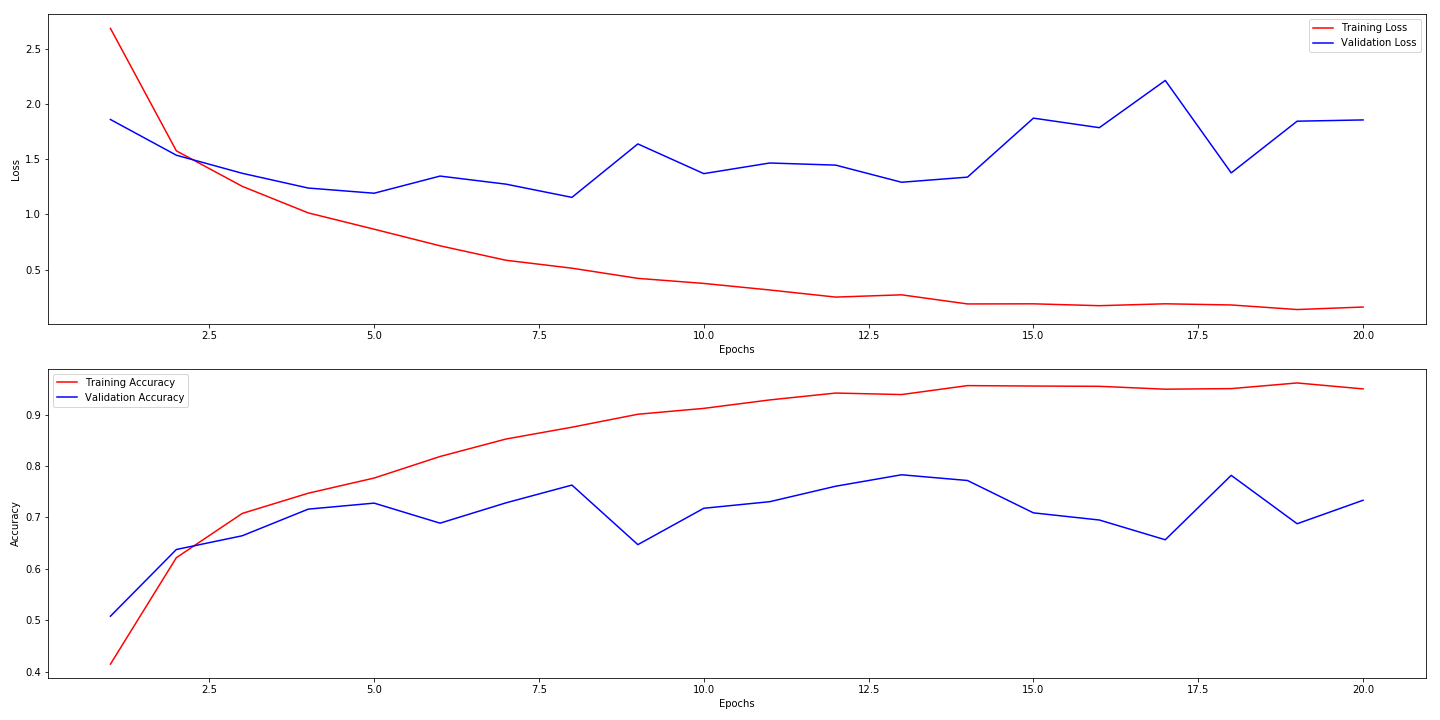 Training Loss
Validation Loss
2.5
2.0
1.5
1.0
0.5
Loss
2.5 5.0 7.5 10.0 12.5 15.0 17.5 20.0
Epochs
Training Accuracy
Validation Accuracy
0.9
0.8
0.7
0.6
0.5
0.4
Accuracy
2.5 5.0 7.5 10.0 12.5 15.0 17.5 20.0
Epochs